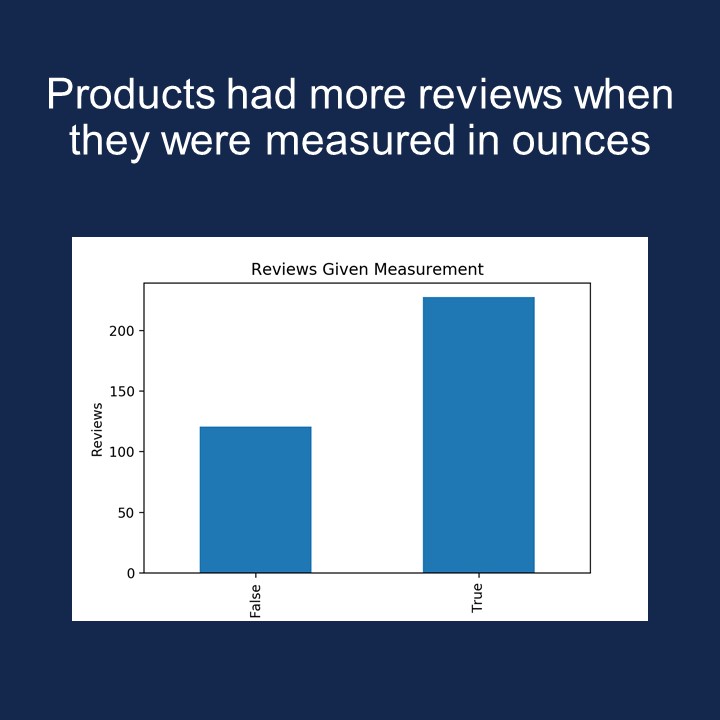 Products had more reviews when
they were measured in ounces
Reviews Given Measurement
Reviews
200
150
100
50
0
False
True